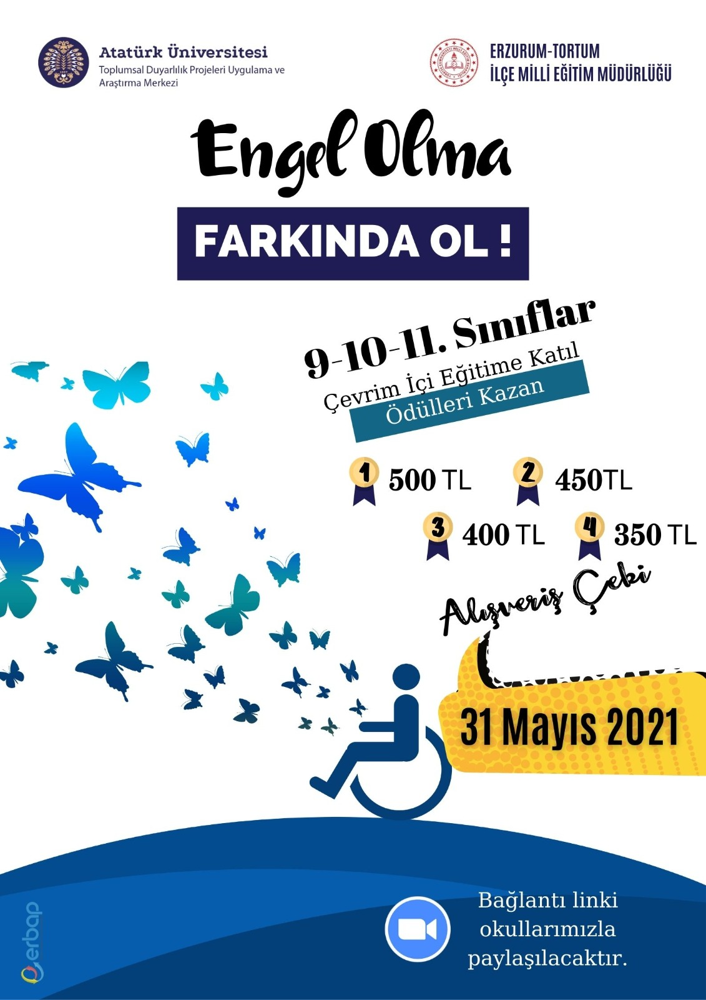 Atatürk Üniversitesi
Toplumsal Duyarlılık Projeleri Uygulama ve
Araştırma Merkezi
ERZURUM-TORTUM
İLÇE MİLLİ EĞİTİM MÜDÜRLÜĞÜ
Engel Olma
FARKINDA OL !
9-10-11. Sınıflar
Çevrim İçi Eğitime Katıl
Ödülleri Kazan
1 500 TL 2 450TL
3 400 TL 4 350 TL
Alışveriş Çeki
31 Mayıs 2021
Bağlantı linki
okullarımızla
paylaşılacaktır.
erbap